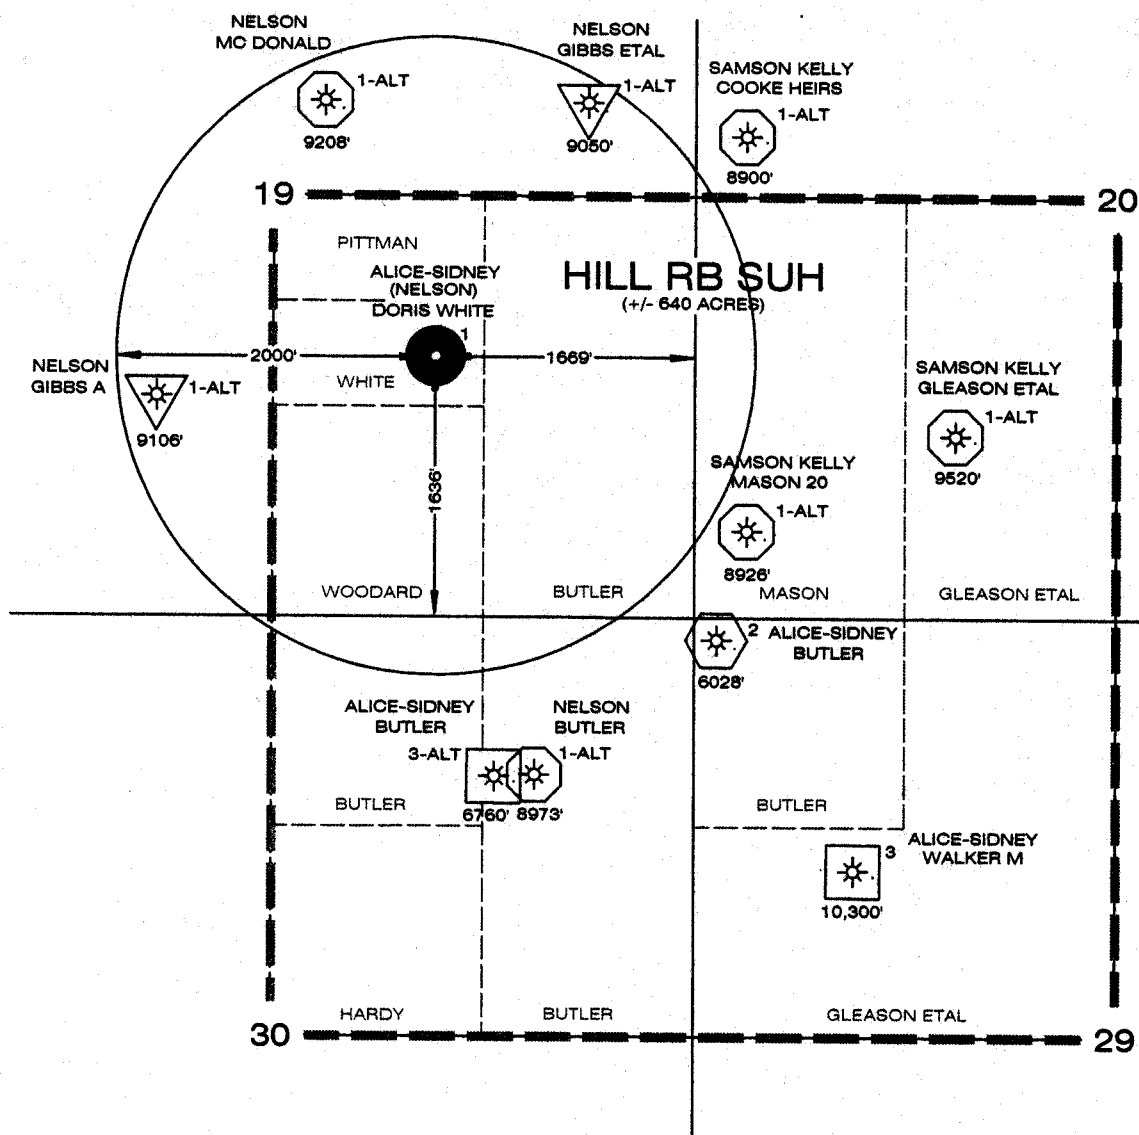 NELSON
MC DONALD
1-ALT
9208'
NELSON
GIBBS ETAL
1-ALT
9050'
SAMSON KELLY
COOKE HEIRS
1-ALT
8900'
19
20
PITTMAN
ALICE-SIDNEY
(NELSON)
DORIS WHITE
1
HILL RB SUH
(+/- 640 ACRES)
2000'
1669'
NELSON
GIBBS A
1-ALT
9106'
WHITE
SAMSON KELLY
GLEASON ETAL
1-ALT
9520'
1636'
SAMSON KELLY
MASON 20
1-ALT
8926'
WOODARD
BUTLER
MASON
GLEASON ETAL
2
ALICE-SIDNEY
BUTLER
6028'
ALICE-SIDNEY
BUTLER
3-ALT
6760'
NELSON
BUTLER
1-ALT
8973'
BUTLER
BUTLER
ALICE-SIDNEY
WALKER M
3
10,300'
HARDY
BUTLER
GLEASON ETAL
30
29